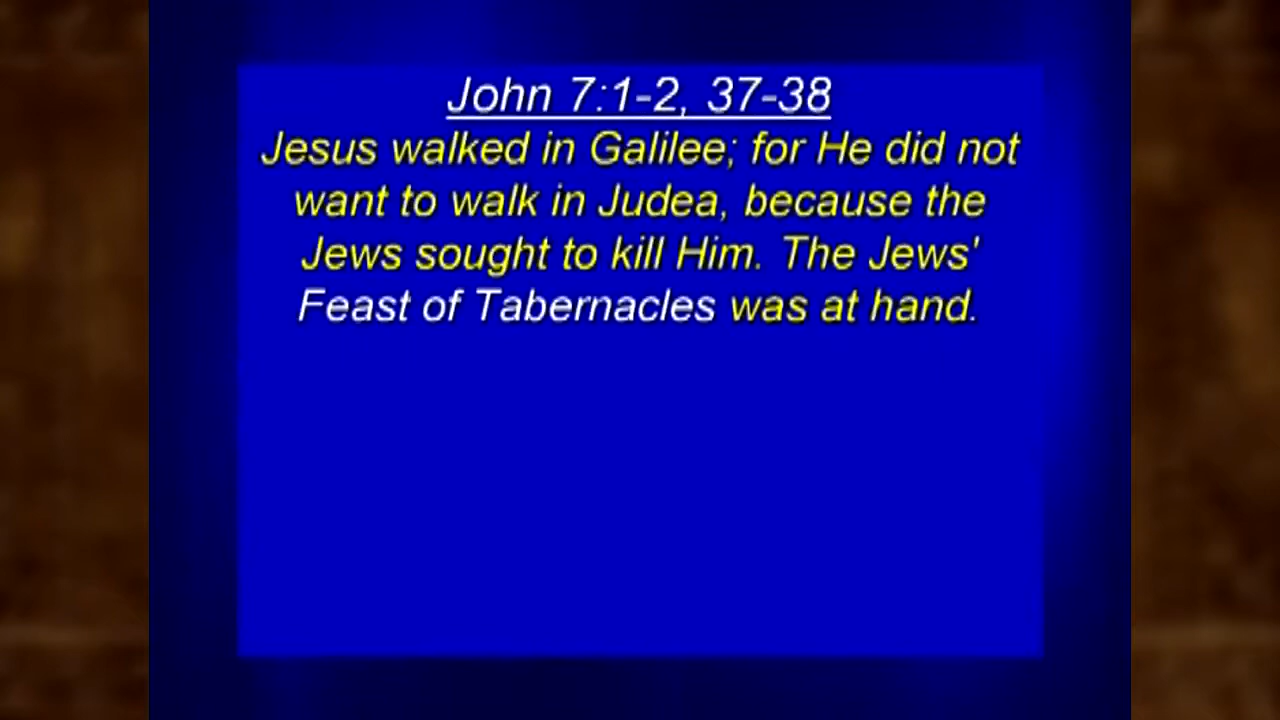 John 7:1-2, 37-38
Jesus walked in Galilee; for He did not
want to walk in Judea, because the
Jews sought to kill Him. The Jews'
Feast of Tabernacles was at hand.